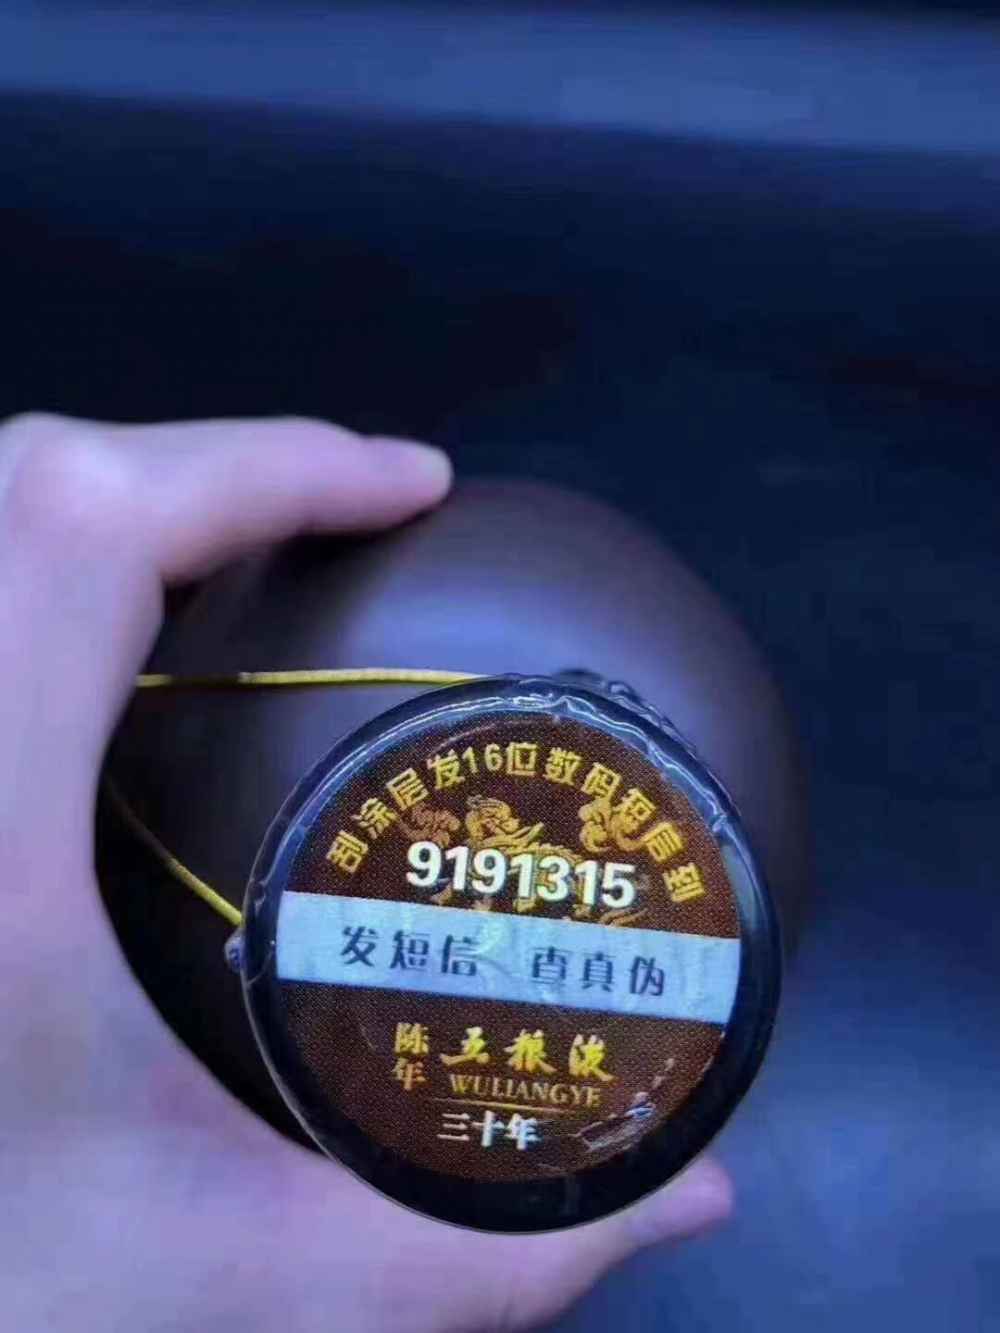 刮涂层发16位数码短信到
9191315
发短信 查真伪
陈年 五粮液
WULIANGYE
三十年